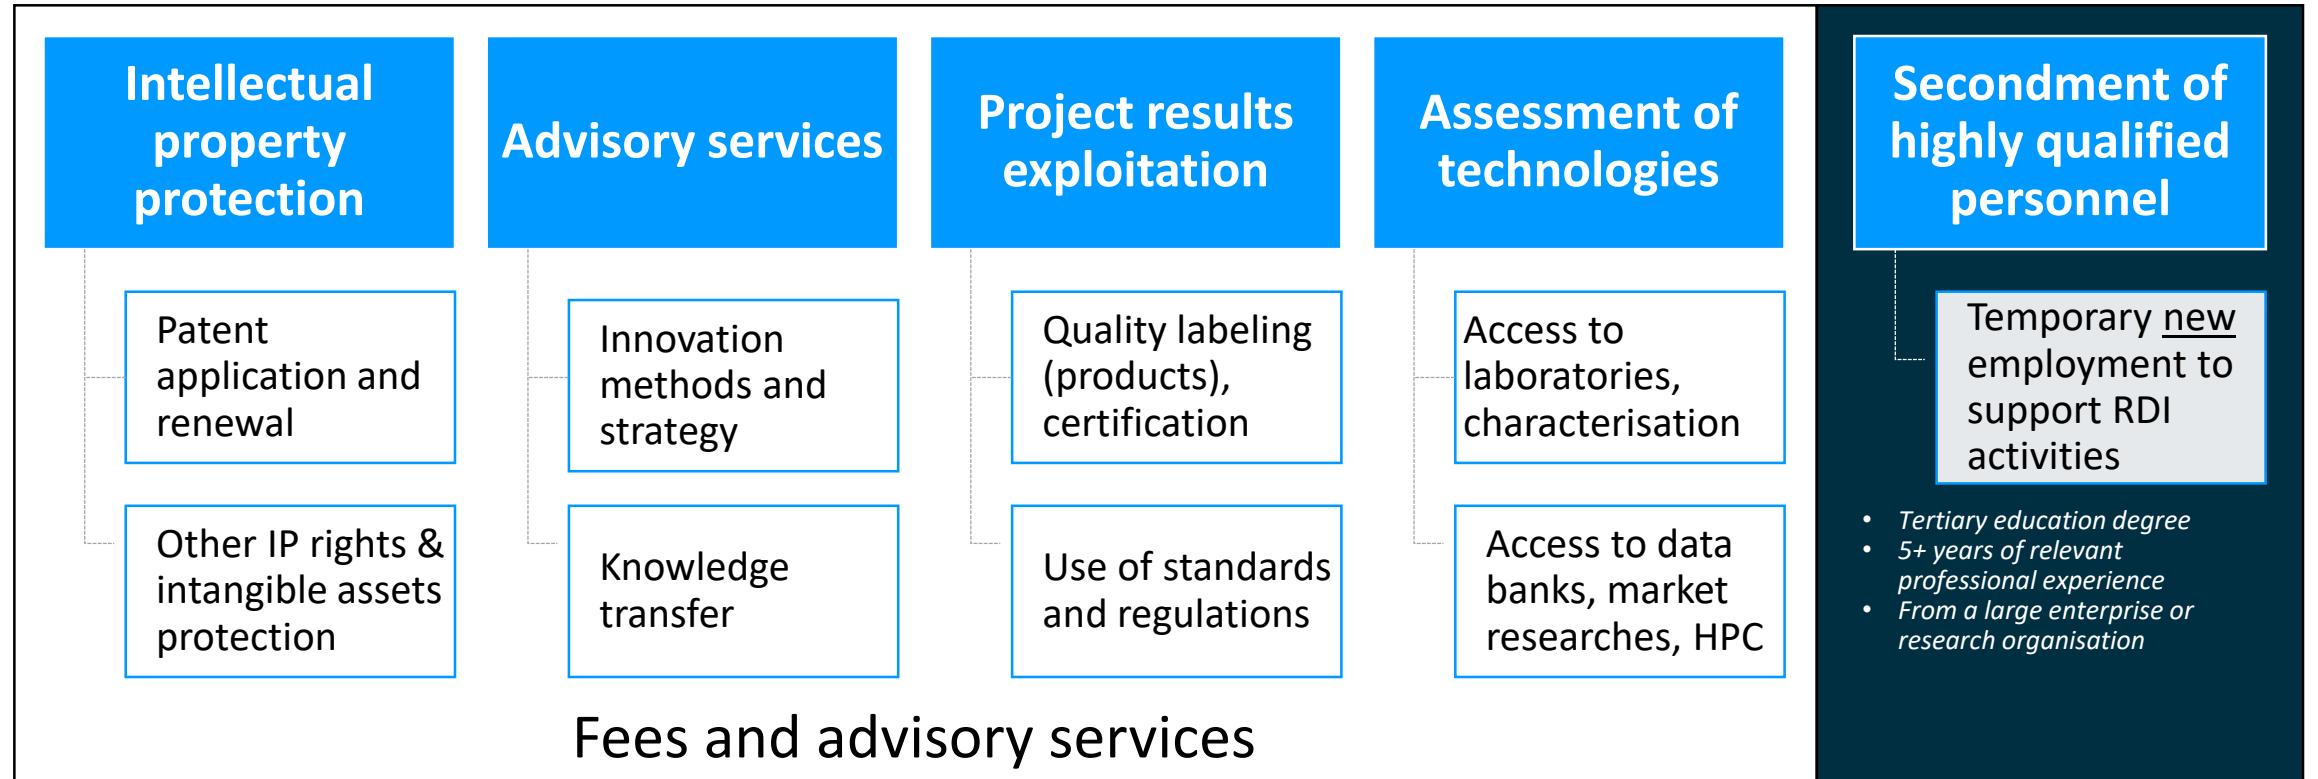 Intellectual
property
protection
Patent
application and
renewal
Other IP rights &
intangible assets
protection
Advisory services
Innovation
methods and
strategy
Knowledge
transfer
Project results
exploitation
Quality labeling
(products),
certification
Use of standards
and regulations
Assessment of
technologies
Access to
laboratories,
characterisation
Access to data
banks, market
researches, HPC
Fees and advisory services
Secondment of
highly qualified
personnel
Temporary new
employment to
support RDI
activities
• Tertiary education degree
• 5+ years of relevant
professional experience
• From a large enterprise or
research organisation